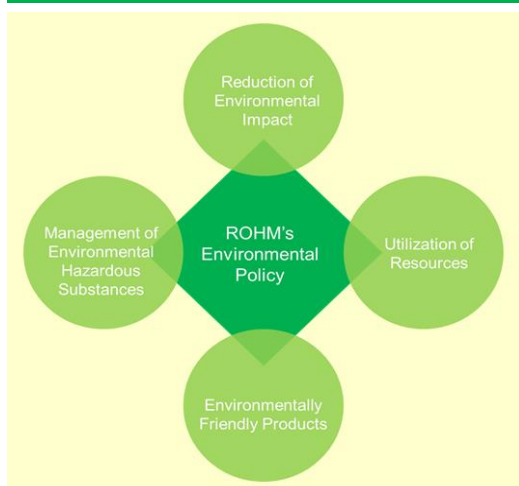 Reduction of
Environmental
Impact
Management of
Environmental
Hazardous
Substances
ROHM's
Environmental
Policy
Utilization of
Resources
Environmentally
Friendly Products